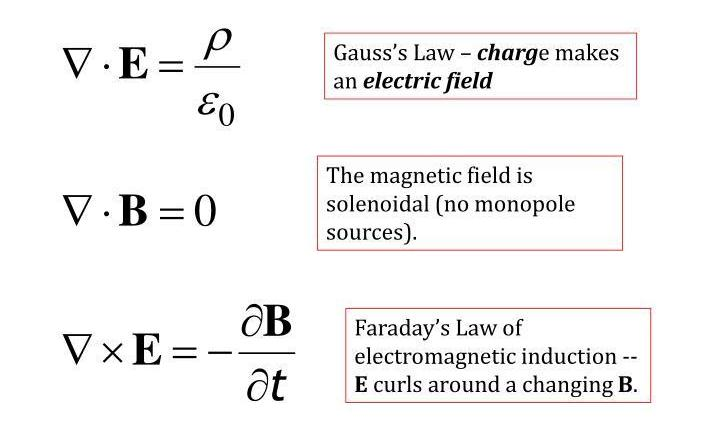 ∇ · E = ρ / ε₀
Gauss’s Law – charge makes
an electric field
∇ · B = 0
The magnetic field is
solenoidal (no monopole
sources).
∇ × E = − ∂B / ∂t
Faraday’s Law of
electromagnetic induction --
E curls around a changing B.